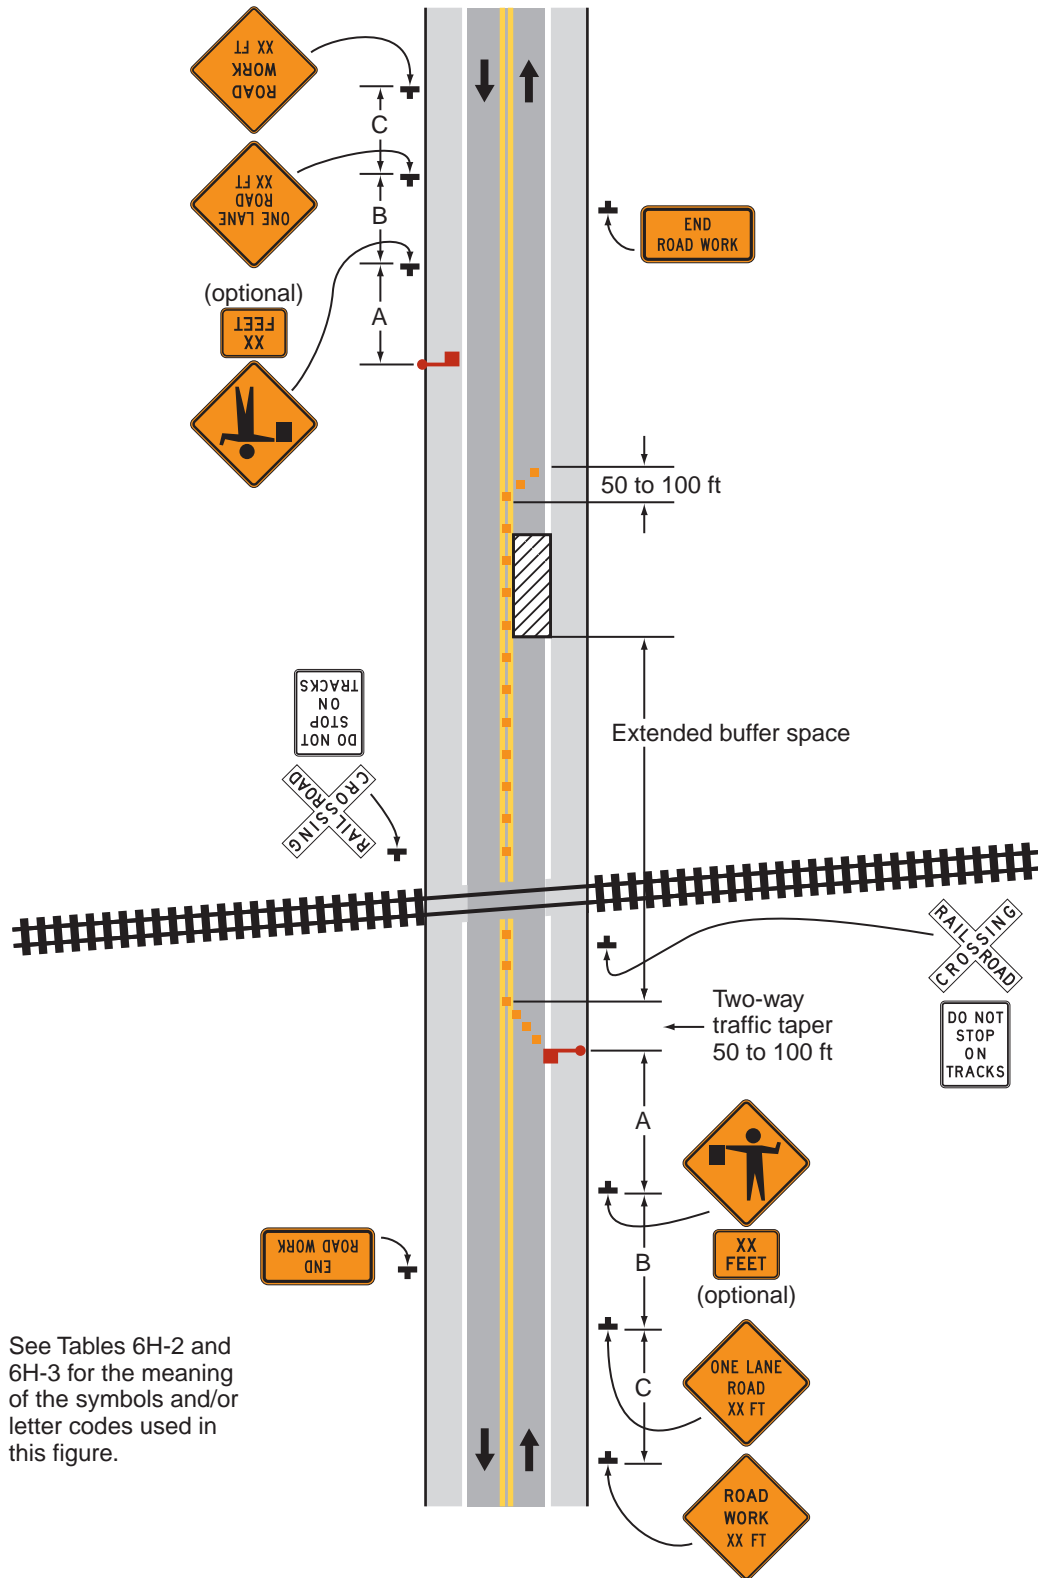 XX FT
WORK
ROAD
C
XX FT
ROAD
ONE LANE
B
END
ROAD WORK
(optional)
FEET
XX
A
50 to 100 ft
TRACKS
ON
STOP
DO NOT
Extended buffer space
RAILROAD
CROSSING
RAILROAD
CROSSING
Two-way
traffic taper
50 to 100 ft
DO NOT
STOP
ON
TRACKS
A
ROAD WORK
END
B
XX
FEET
(optional)
See Tables 6H-2 and
6H-3 for the meaning
of the symbols and/or
letter codes used in
this figure.
C
ONE LANE
ROAD
XX FT
ROAD
WORK
XX FT